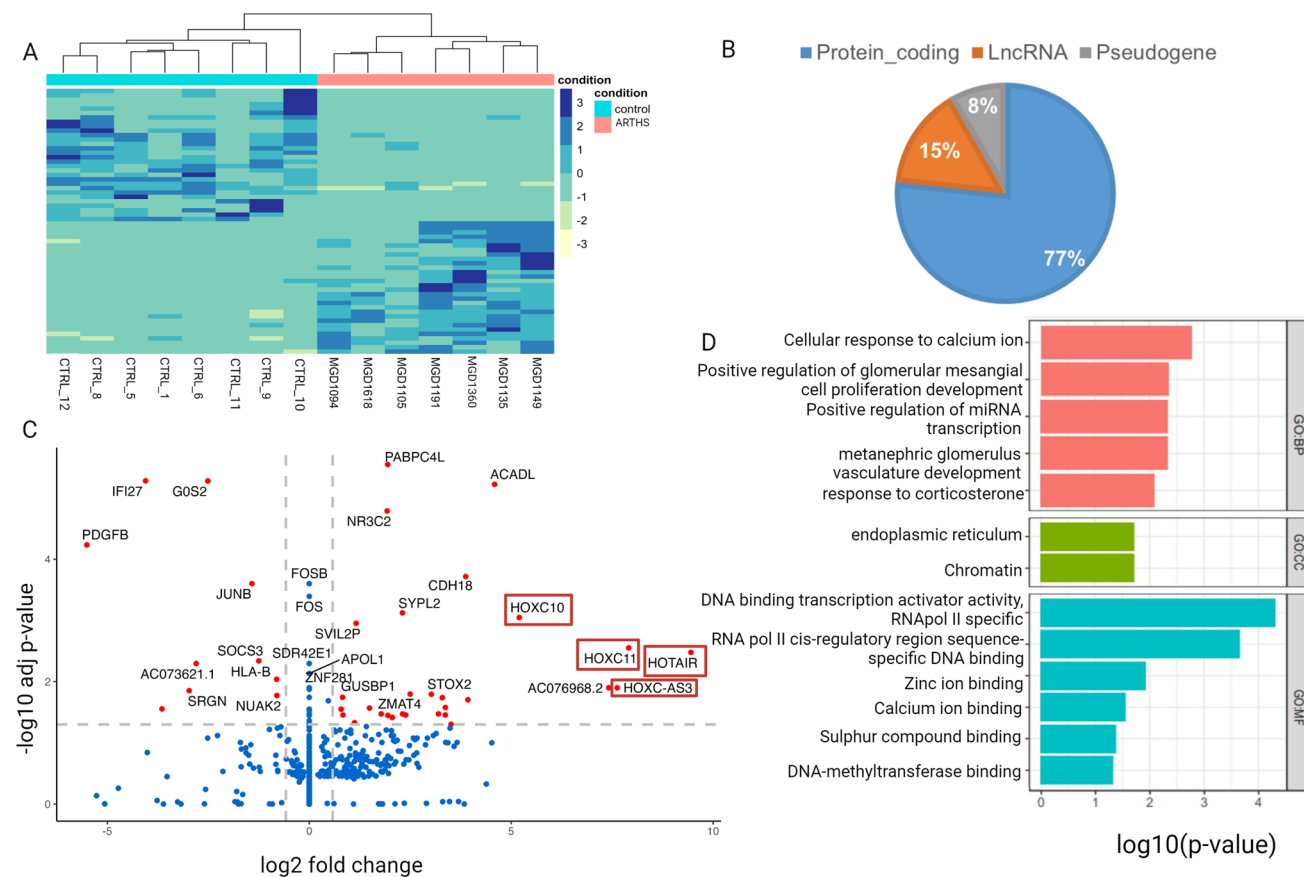 A
condition
3
2
1
0
-1
-2
-3
condition
control
ARTHS
CTRL_12
CTRL_8
CTRL_5
CTRL_1
CTRL_6
CTRL_11
CTRL_9
CTRL_10
MGD1094
MGD1618
MGD1105
MGD1191
MGD1360
MGD1135
MGD1149
B
Protein_coding LncRNA Pseudogene
8%
15%
77%
C
-log10 adj p-value
4
2
0
PABPC4L
ACADL
IFI27
G0S2
NR3C2
PDGFB
FOSB
CDH18
JUNB
FOS
SYPL2
HOXC10
SVIL2P
SOCS3
SDR42E1
APOL1
HOXC11
HOTAIR
AC073621.1
HLA-B
ZNF281
GUSBP1
STOX2
AC076968.2
HOXC-AS3
SRGN
NUAK2
ZMAT4
-5
0
5
10
log2 fold change
D
Cellular response to calcium ion
Positive regulation of glomerular mesangial
cell proliferation development
Positive regulation of miRNA
transcription
metanephric glomerulus
vasculature development
response to corticosterone
GO:BP
endoplasmic reticulum
Chromatin
GO:CC
DNA binding transcription activator activity,
RNApol II specific
RNA pol II cis-regulatory region sequence-
specific DNA binding
Zinc ion binding
Calcium ion binding
Sulphur compound binding
DNA-methyltransferase binding
GO:MF
0
1
2
3
4
log10(p-value)